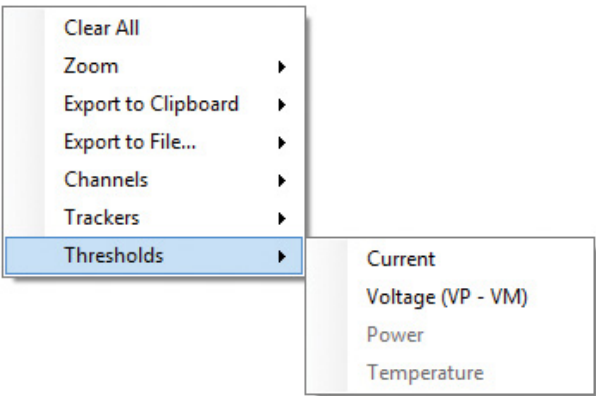 Clear All
Zoom
Export to Clipboard
Export to File...
Channels
Trackers
Thresholds
Current
Voltage (VP - VM)
Power
Temperature